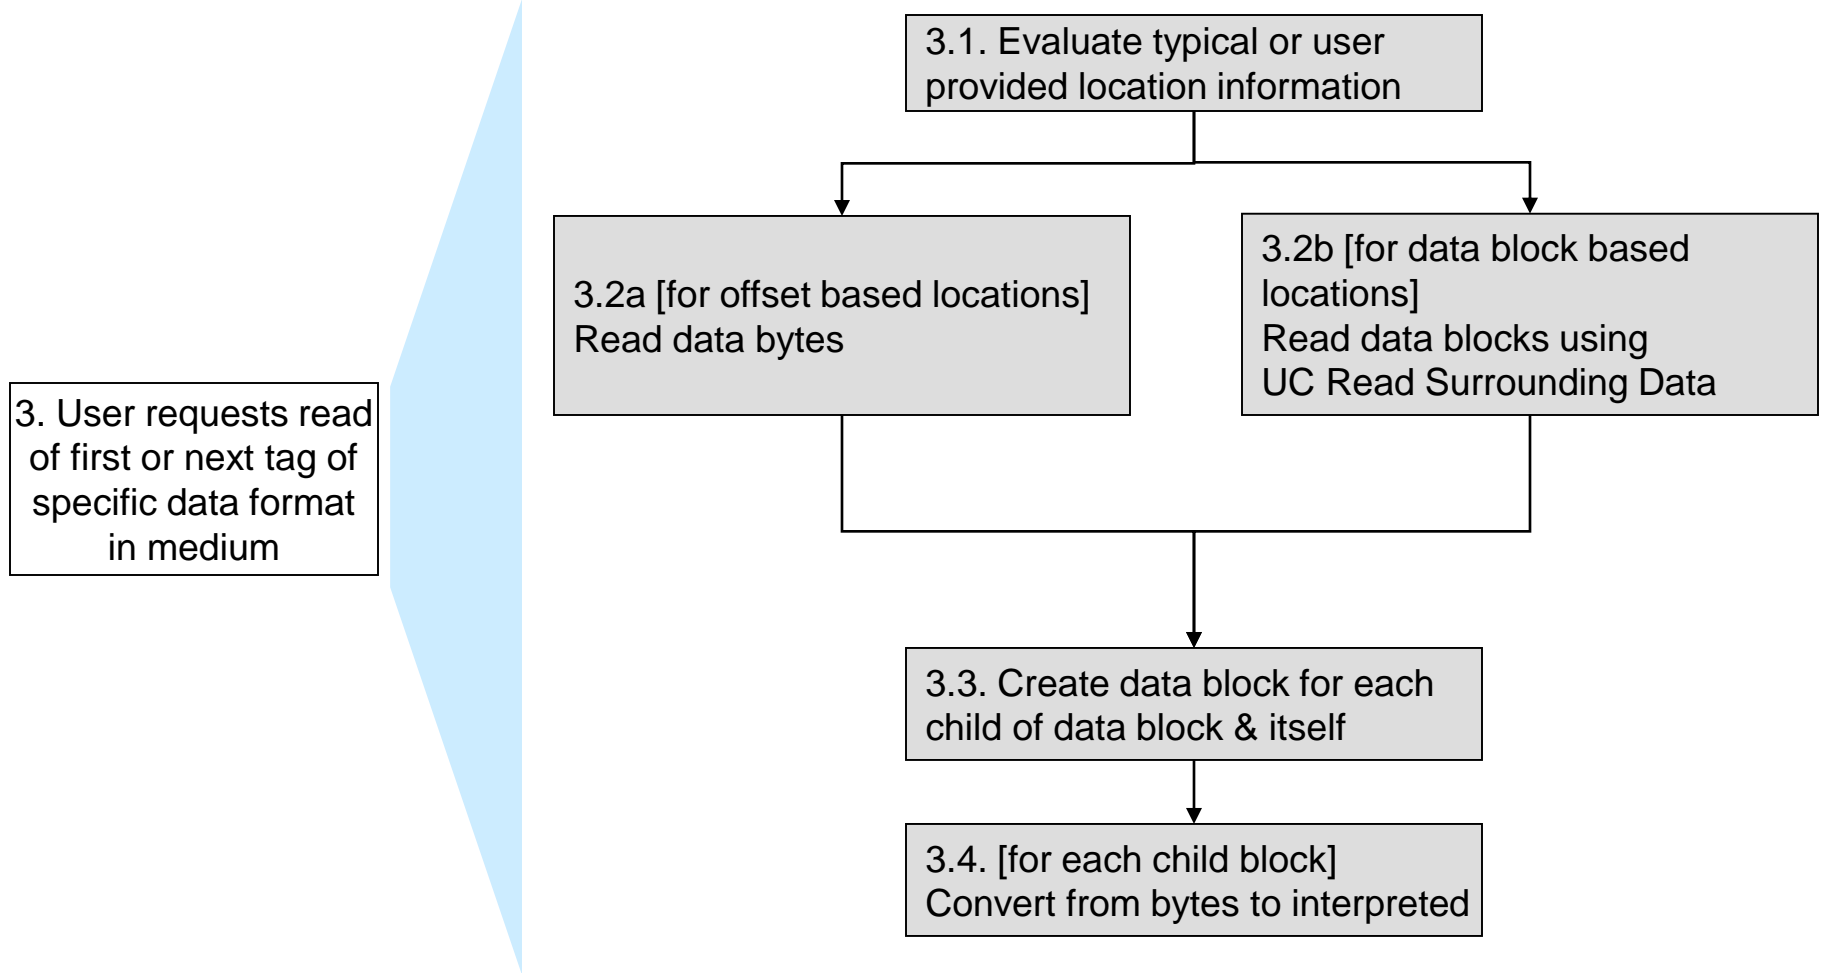 3.1. Evaluate typical or user
provided location information
3.2a [for offset based locations]
Read data bytes
3.2b [for data block based
locations]
Read data blocks using
UC Read Surrounding Data
3. User requests read
of first or next tag of
specific data format
in medium
3.3. Create data block for each
child of data block & itself
3.4. [for each child block]
Convert from bytes to interpreted